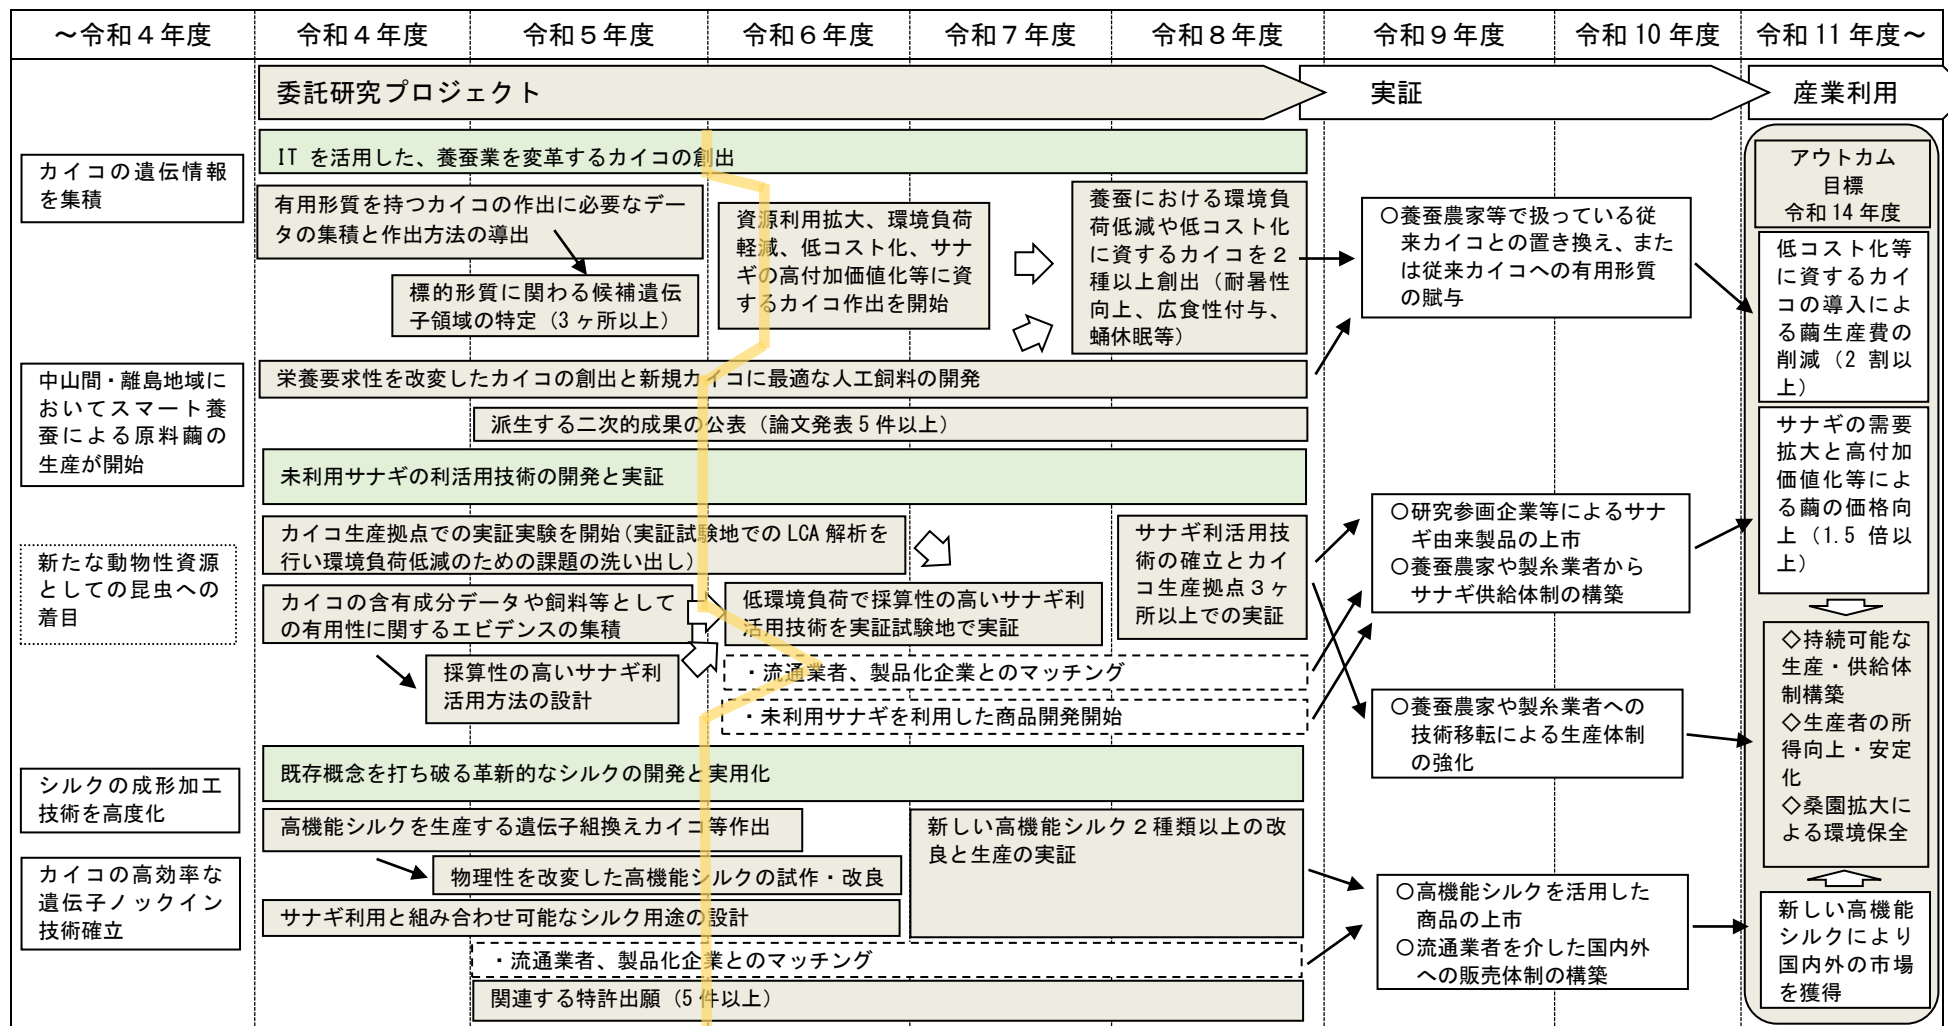 ～令和４年度
令和４年度
令和５年度
令和６年度
令和７年度
令和８年度
令和９年度
令和 10 年度
令和 11 年度～
委託研究プロジェクト
実証
産業利用
カイコの遺伝情報
を集積
中山間・離島地域に
おいてスマート養
蚕による原料繭の
生産が開始
新たな動物性資源
としての昆虫への
着目
シルクの成形加工
技術を高度化
カイコの高効率な
遺伝子ノックイン
技術確立
IT を活用した、養蚕業を変革するカイコの創出
有用形質を持つカイコの作出に必要なデー
タの集積と作出方法の導出
標的形質に関わる候補遺伝
子領域の特定（3 ヶ所以上）
資源利用拡大、環境負荷
軽減、低コスト化、サナ
ギの高付加価値化等に資
するカイコ作出を開始
養蚕における環境負
荷低減や低コスト化
に資するカイコを２
種以上創出（耐暑性
向上、広食性付与、
蛹休眠等）
栄養要求性を改変したカイコの創出と新規カイコに最適な人工飼料の開発
派生する二次的成果の公表（論文発表５件以上）
未利用サナギの利活用技術の開発と実証
カイコ生産拠点での実証実験を開始（実証試験地での LCA 解析を
行い環境負荷低減のための課題の洗い出し）
カイコの含有成分データや飼料等として
の有用性に関するエビデンスの集積
採算性の高いサナギ利
活用方法の設計
低環境負荷で採算性の高いサナギ利
活用技術を実証試験地で実証
サナギ利活用技
術の確立とカイ
コ生産拠点３ヶ
所以上での実証
・流通業者、製品化企業とのマッチング
・未利用サナギを利用した商品開発開始
既存概念を打ち破る革新的なシルクの開発と実用化
高機能シルクを生産する遺伝子組換えカイコ等作出
物理性を改変した高機能シルクの試作・改良
サナギ利用と組み合わせ可能なシルク用途の設計
新しい高機能シルク２種類以上の改
良と生産の実証
・流通業者、製品化企業とのマッチング
関連する特許出願（5 件以上）
○養蚕農家等で扱っている従
来カイコとの置き換え、また
は従来カイコへの有用形質
の賦与
○研究参画企業等によるサナ
ギ由来製品の上市
○養蚕農家や製糸業者から
サナギ供給体制の構築
○養蚕農家や製糸業者への
技術移転による生産体制
の強化
○高機能シルクを活用した
商品の上市
○流通業者を介した国内外
への販売体制の構築
アウトカム
目標
令和 14 年度
低コスト化等
に資するカイ
コの導入によ
る繭生産費の
削減（2 割以
上）
サナギの需要
拡大と高付加
価値化等によ
る繭の価格向
上（1.5 倍以
上）
◇持続可能な
生産・供給体
制構築
◇生産者の所
得向上・安定
化
◇桑園拡大に
よる環境保全
新しい高機能
シルクにより
国内外の市場
を獲得